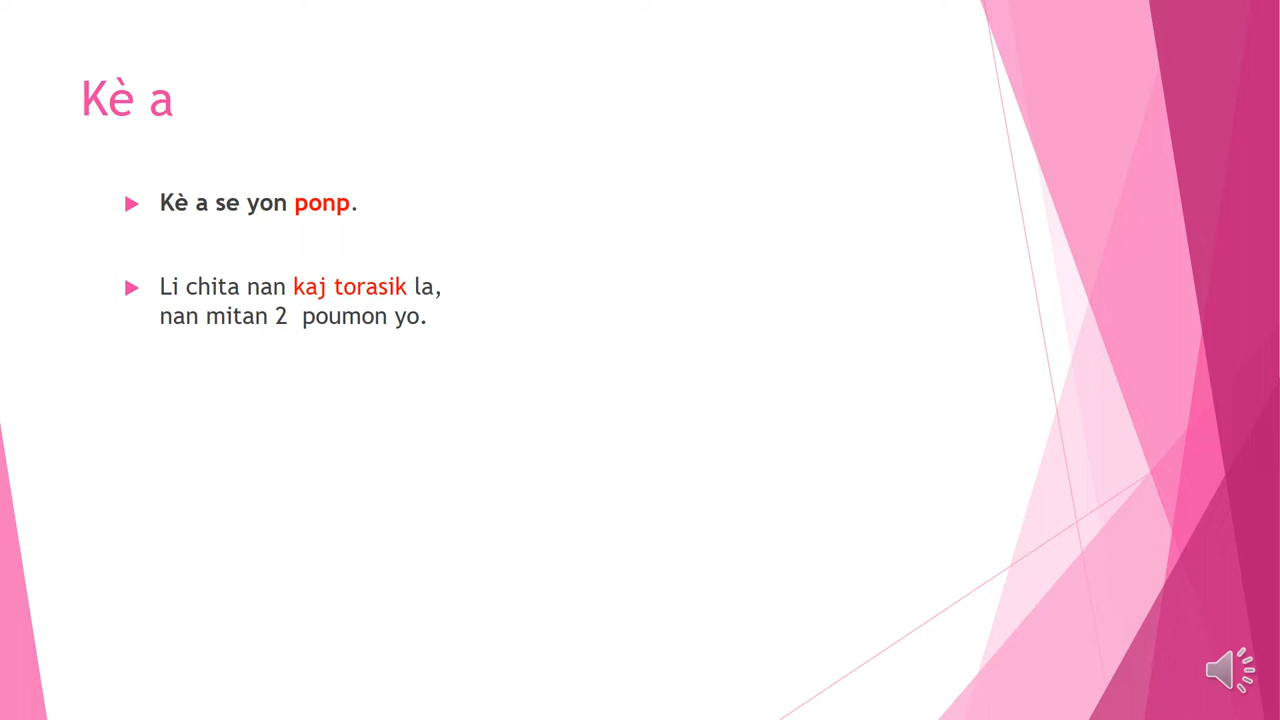 Kè a
Kè a se yon ponp.
Li chita nan kaj torasik la,
nan mitan 2 poumon yo.